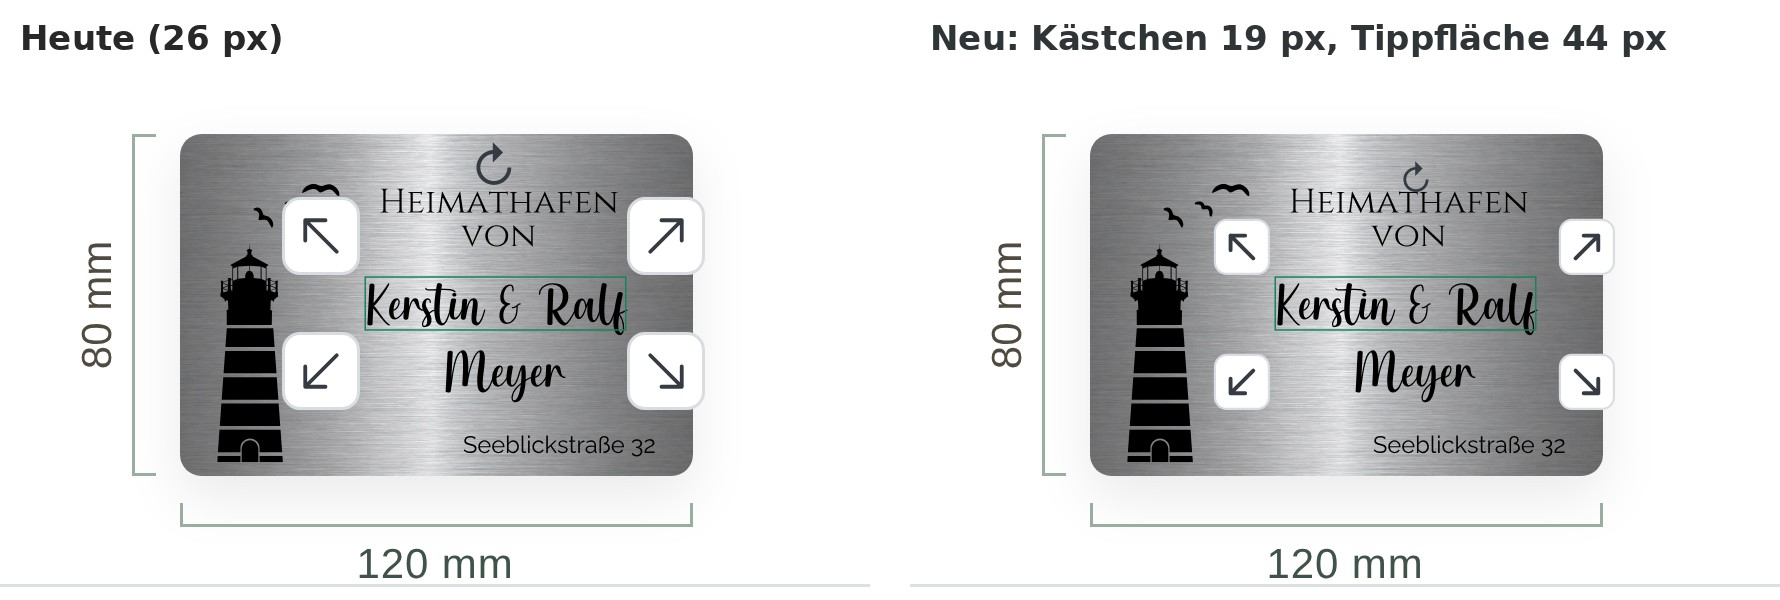 Heute (26 px)
80 mm
HEIMATHAFEN
VON
Kerstin & Ralf
Meyer
Seeblickstraße 32
120 mm
Neu: Kästchen 19 px, Tippfläche 44 px
80 mm
HEIMATHAFEN
VON
Kerstin & Ralf
Meyer
Seeblickstraße 32
120 mm